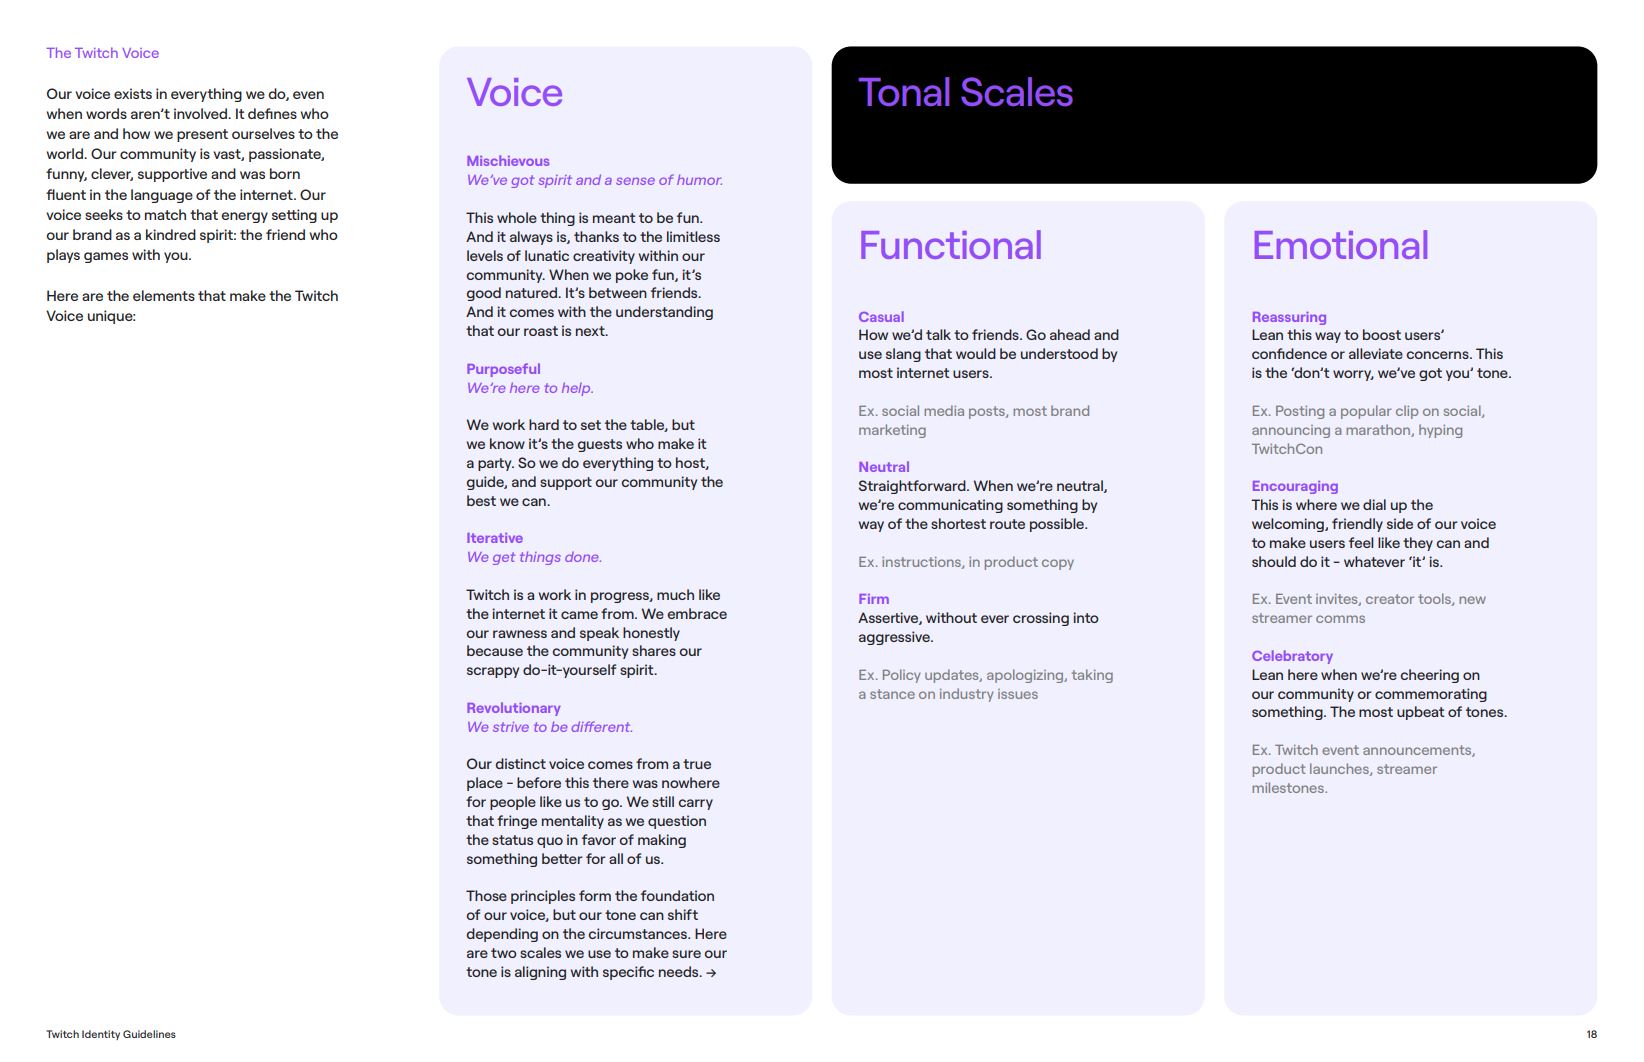 The Twitch Voice
Our voice exists in everything we do, even
when words aren’t involved. It defines who
we are and how we present ourselves to the
world. Our community is vast, passionate,
funny, clever, supportive and was born
fluent in the language of the internet. Our
voice seeks to match that energy setting up
our brand as a kindred spirit: the friend who
plays games with you.
Here are the elements that make the Twitch
Voice unique:
Voice
Mischievous
We’ve got spirit and a sense of humor.
This whole thing is meant to be fun.
And it always is, thanks to the limitless
levels of lunatic creativity within our
community. When we poke fun, it’s
good natured. It’s between friends.
And it comes with the understanding
that our roast is next.
Purposeful
We’re here to help.
We work hard to set the table, but
we know it’s the guests who make it
a party. So we do everything to host,
guide, and support our community the
best we can.
Iterative
We get things done.
Twitch is a work in progress, much like
the internet it came from. We embrace
our rawness and speak honestly
because the community shares our
scrappy do-it-yourself spirit.
Revolutionary
We strive to be different.
Our distinct voice comes from a true
place – before this there was nowhere
for people like us to go. We still carry
that fringe mentality as we question
the status quo in favor of making
something better for all of us.
Those principles form the foundation
of our voice, but our tone can shift
depending on the circumstances. Here
are two scales we use to make sure our
tone is aligning with specific needs. →
Tonal Scales
Functional
Casual
How we’d talk to friends. Go ahead and
use slang that would be understood by
most internet users.
Ex. social media posts, most brand
marketing
Neutral
Straightforward. When we’re neutral,
we’re communicating something by
way of the shortest route possible.
Ex. instructions, in product copy
Firm
Assertive, without ever crossing into
aggressive.
Ex. Policy updates, apologizing, taking
a stance on industry issues
Emotional
Reassuring
Lean this way to boost users’
confidence or alleviate concerns. This
is the ‘don’t worry, we’ve got you’ tone.
Ex. Posting a popular clip on social,
announcing a marathon, hyping
TwitchCon
Encouraging
This is where we dial up the
welcoming, friendly side of our voice
to make users feel like they can and
should do it – whatever ‘it’ is.
Ex. Event invites, creator tools, new
streamer comms
Celebratory
Lean here when we’re cheering on
our community or commemorating
something. The most upbeat of tones.
Ex. Twitch event announcements,
product launches, streamer
milestones.
Twitch Identity Guidelines
18